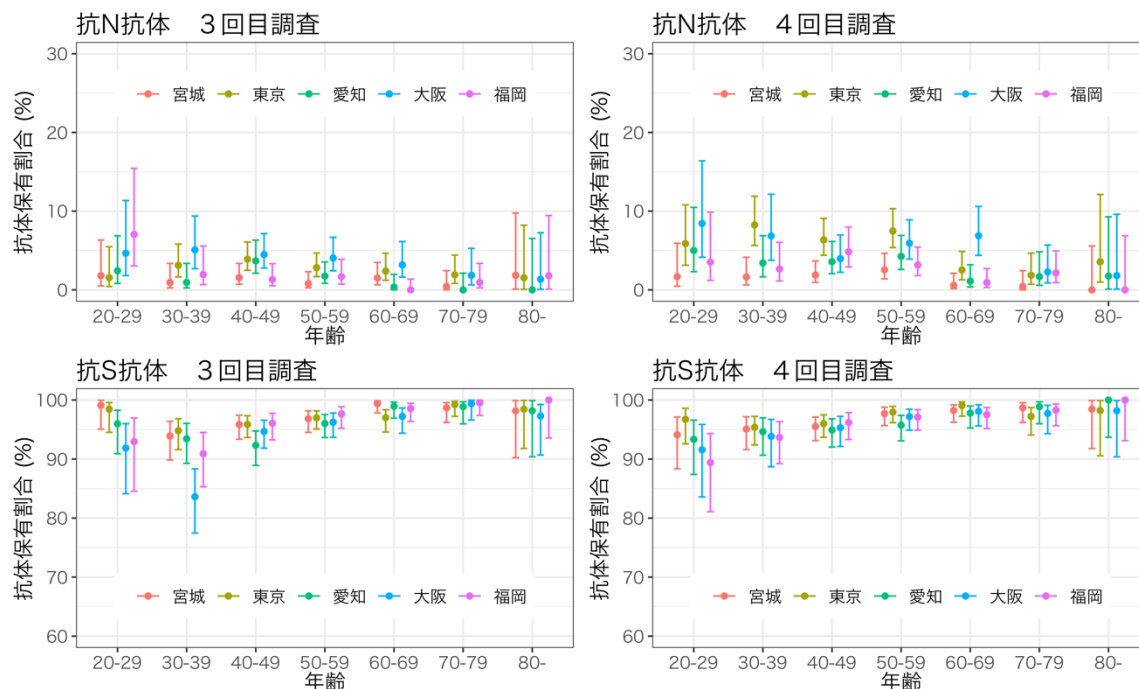 抗N抗体　３回目調査
30
20
10
0
抗体保有割合 (%)
宮城 東京 愛知 大阪 福岡
20-29 30-39 40-49 50-59 60-69 70-79 80-
年齢
抗N抗体　４回目調査
30
20
10
0
抗体保有割合 (%)
宮城 東京 愛知 大阪 福岡
20-29 30-39 40-49 50-59 60-69 70-79 80-
年齢
抗S抗体　３回目調査
100
90
80
70
60
抗体保有割合 (%)
宮城 東京 愛知 大阪 福岡
20-29 30-39 40-49 50-59 60-69 70-79 80-
年齢
抗S抗体　４回目調査
100
90
80
70
60
抗体保有割合 (%)
宮城 東京 愛知 大阪 福岡
20-29 30-39 40-49 50-59 60-69 70-79 80-
年齢